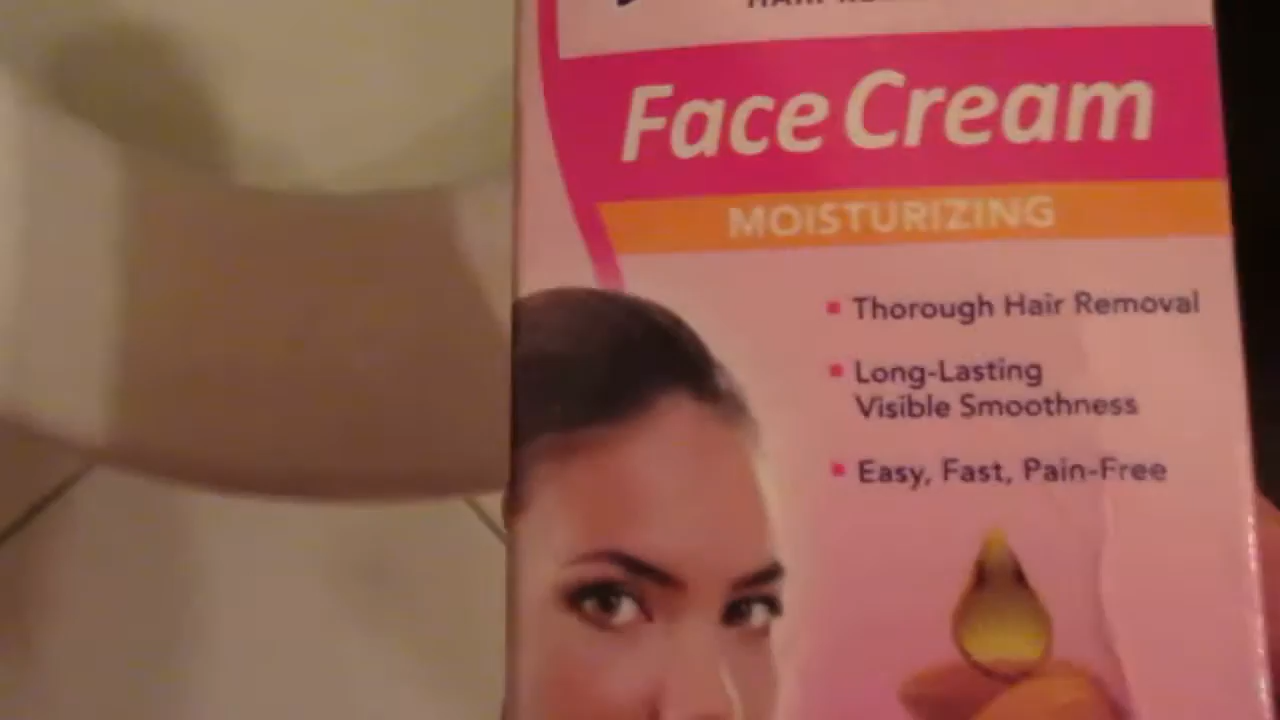 Face Cream
MOISTURIZING
Thorough Hair Removal
Long-Lasting
Visible Smoothness
Easy, Fast, Pain-Free